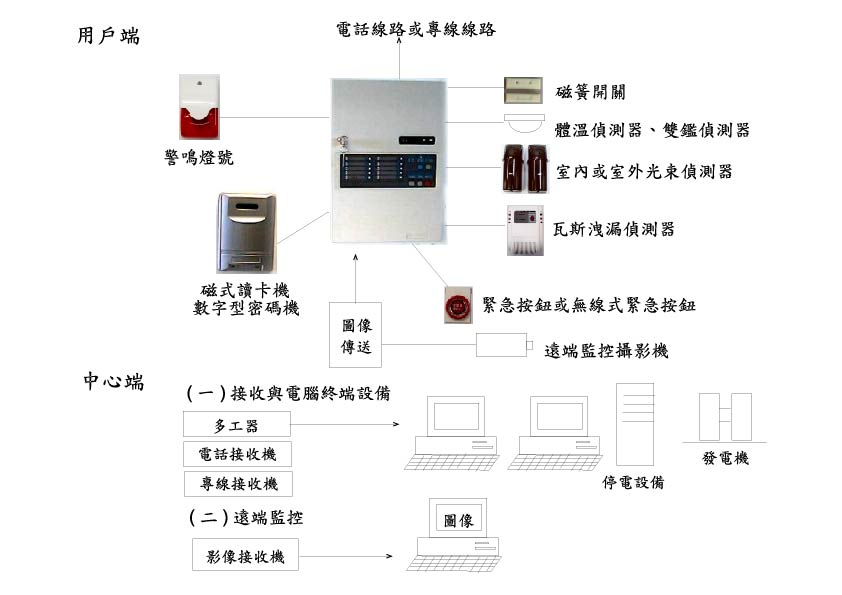 用戶端
電話線路或專線線路
磁簧開關
體溫偵測器、雙鑑偵測器
警鳴燈號
室內或室外光束偵測器
瓦斯洩漏偵測器
磁式讀卡機
數字型密碼機
緊急按鈕或無線式緊急按鈕
圖像
傳送
遠端監控攝影機
中心端
(一)接收與電腦終端設備
多工器
電話接收機
專線接收機
發電機
停電設備
(二)遠端監控
圖像
影像接收機